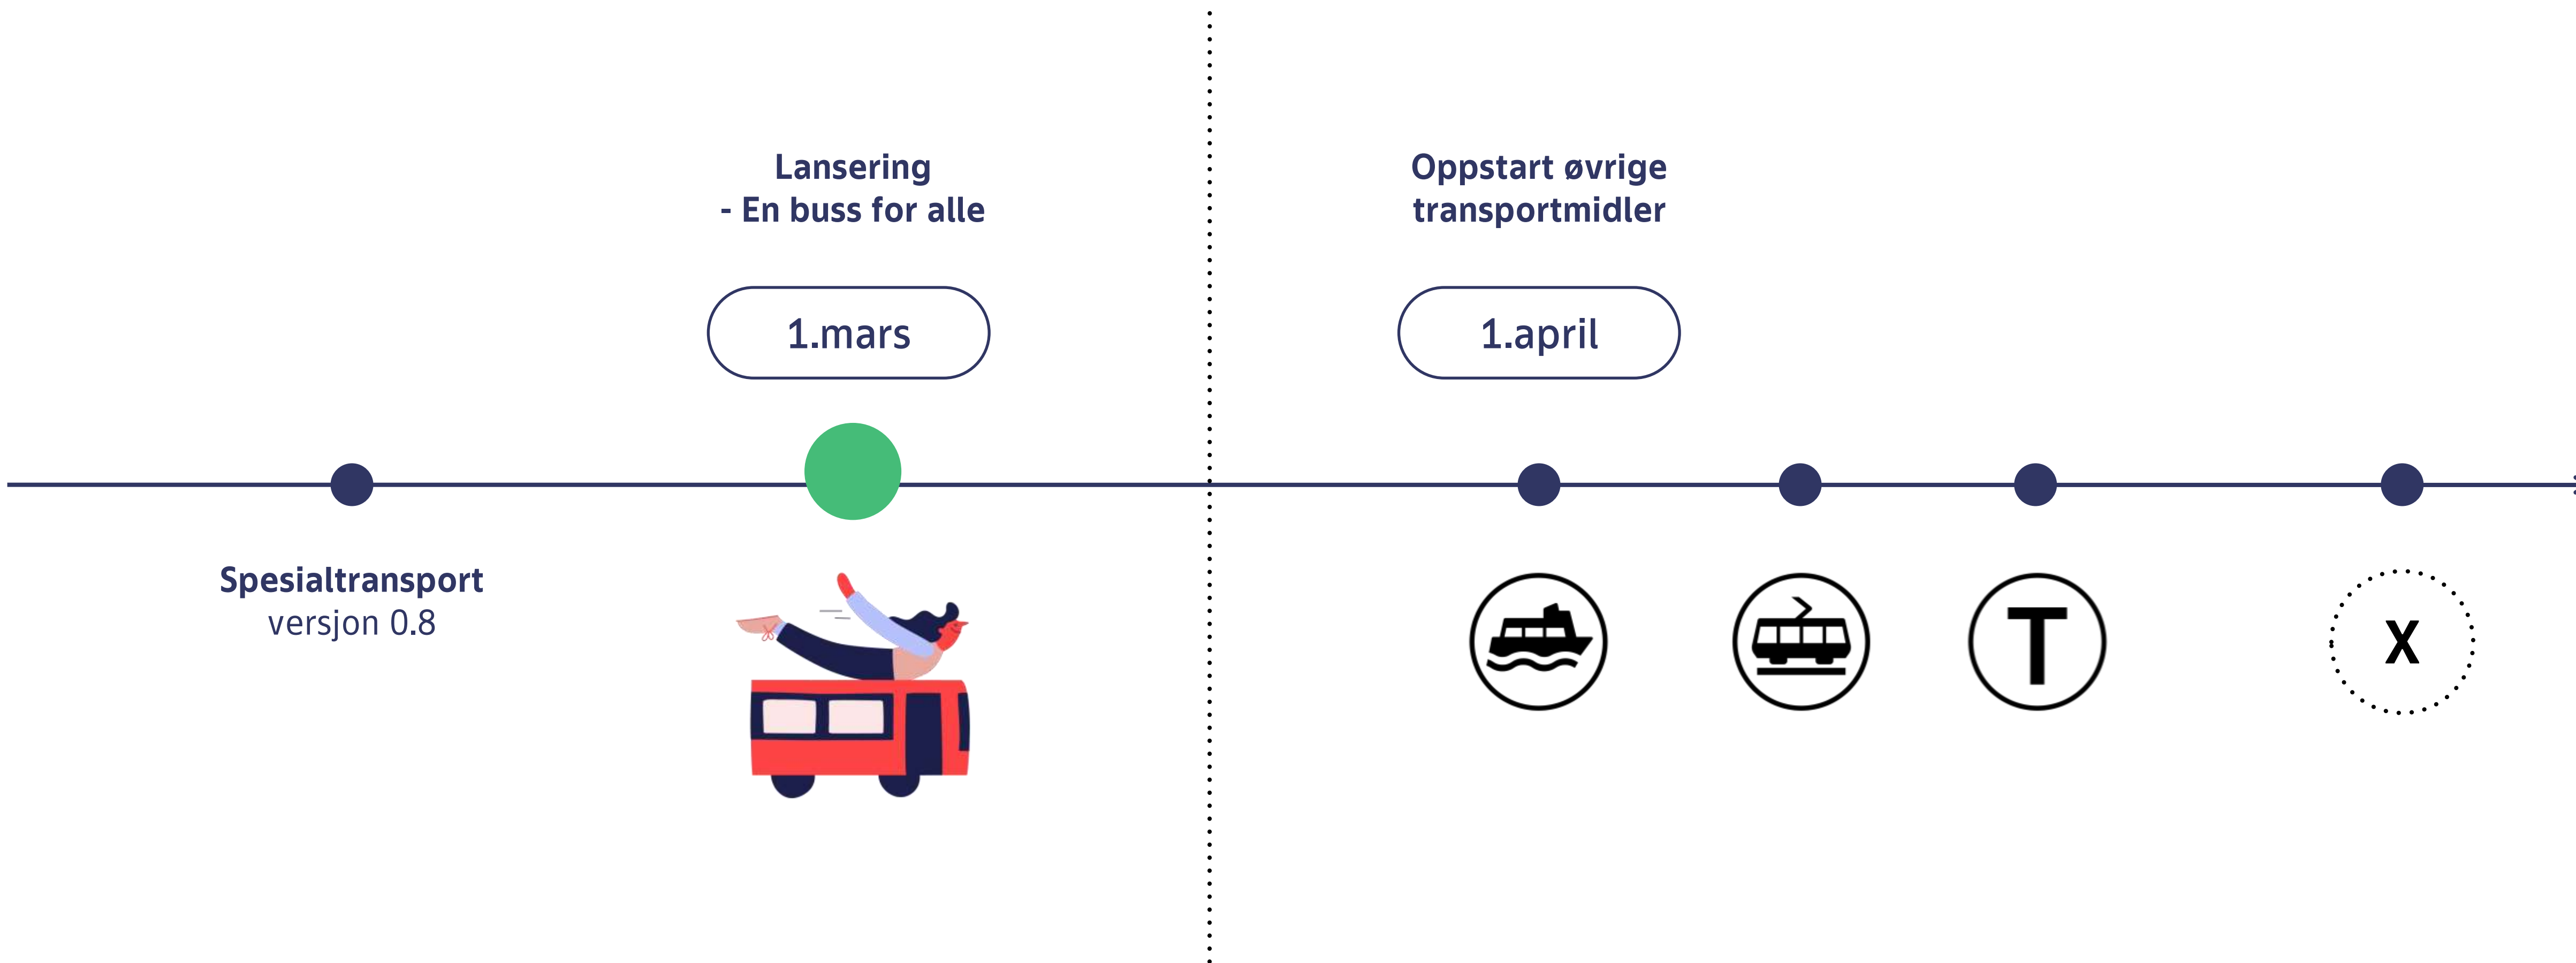 Lansering
- En buss for alle
1.mars
Oppstart øvrige
transportmidler
1.april
Spesialtransport
versjon 0.8
T
X